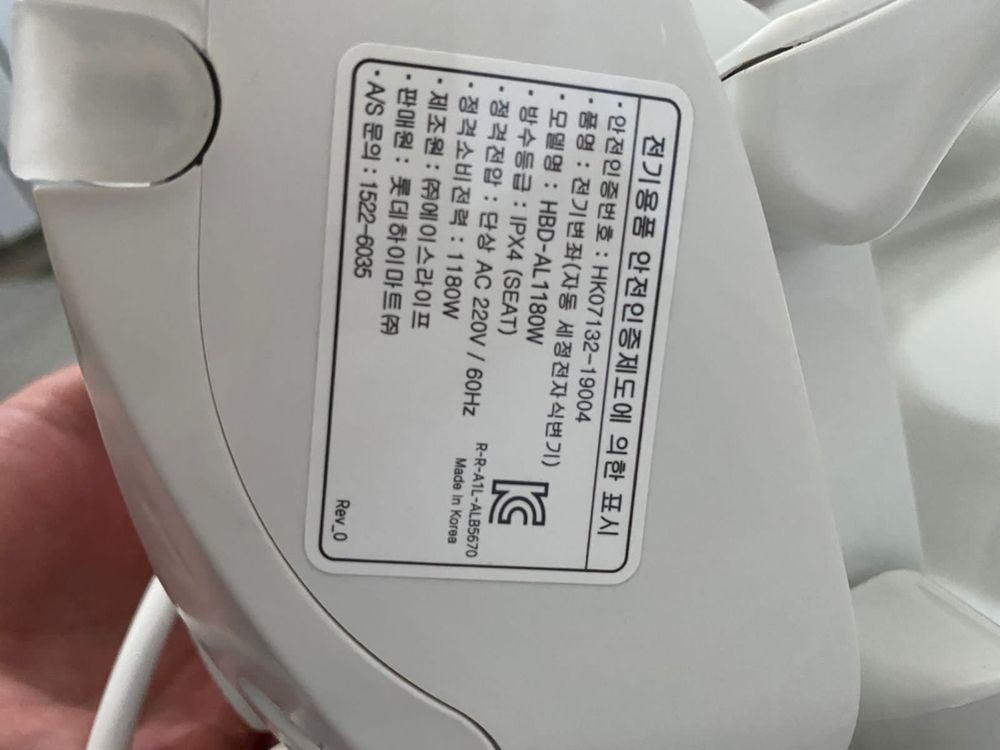 전기용품 안전인증제도에 의한 표시
· 안전인증번호 : HK07132-19004
· 품명 : 전기변좌(자동 세정전자식변기)
· 모델명 : HBD-AL1180W
· 방수등급 : IPX4 (SEAT)
· 정격전압 : 단상 AC 220V / 60Hz
· 정격소비전력 : 1180W
· 제조원 : ㈜에이스라이프
· 판매원 : 롯데하이마트㈜
· A/S 문의 : 1522-6035
R-R-A1L-ALB5670
Made In Korea
Rev_0